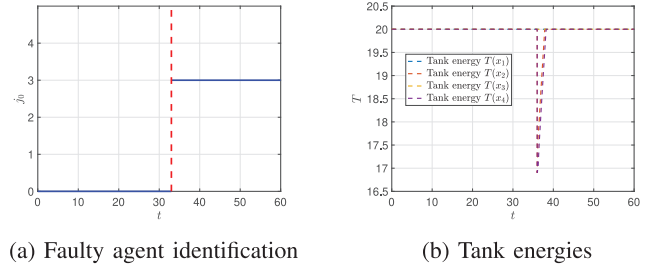 5
4
3
2
1
0
j₀
0 10 20 30 40 50 60
t
20.5
20
19.5
19
18.5
18
17.5
17
16.5
T
Tank energy T(x₁)
Tank energy T(x₂)
Tank energy T(x₃)
Tank energy T(x₄)
0 10 20 30 40 50 60
t
(a) Faulty agent identification
(b) Tank energies